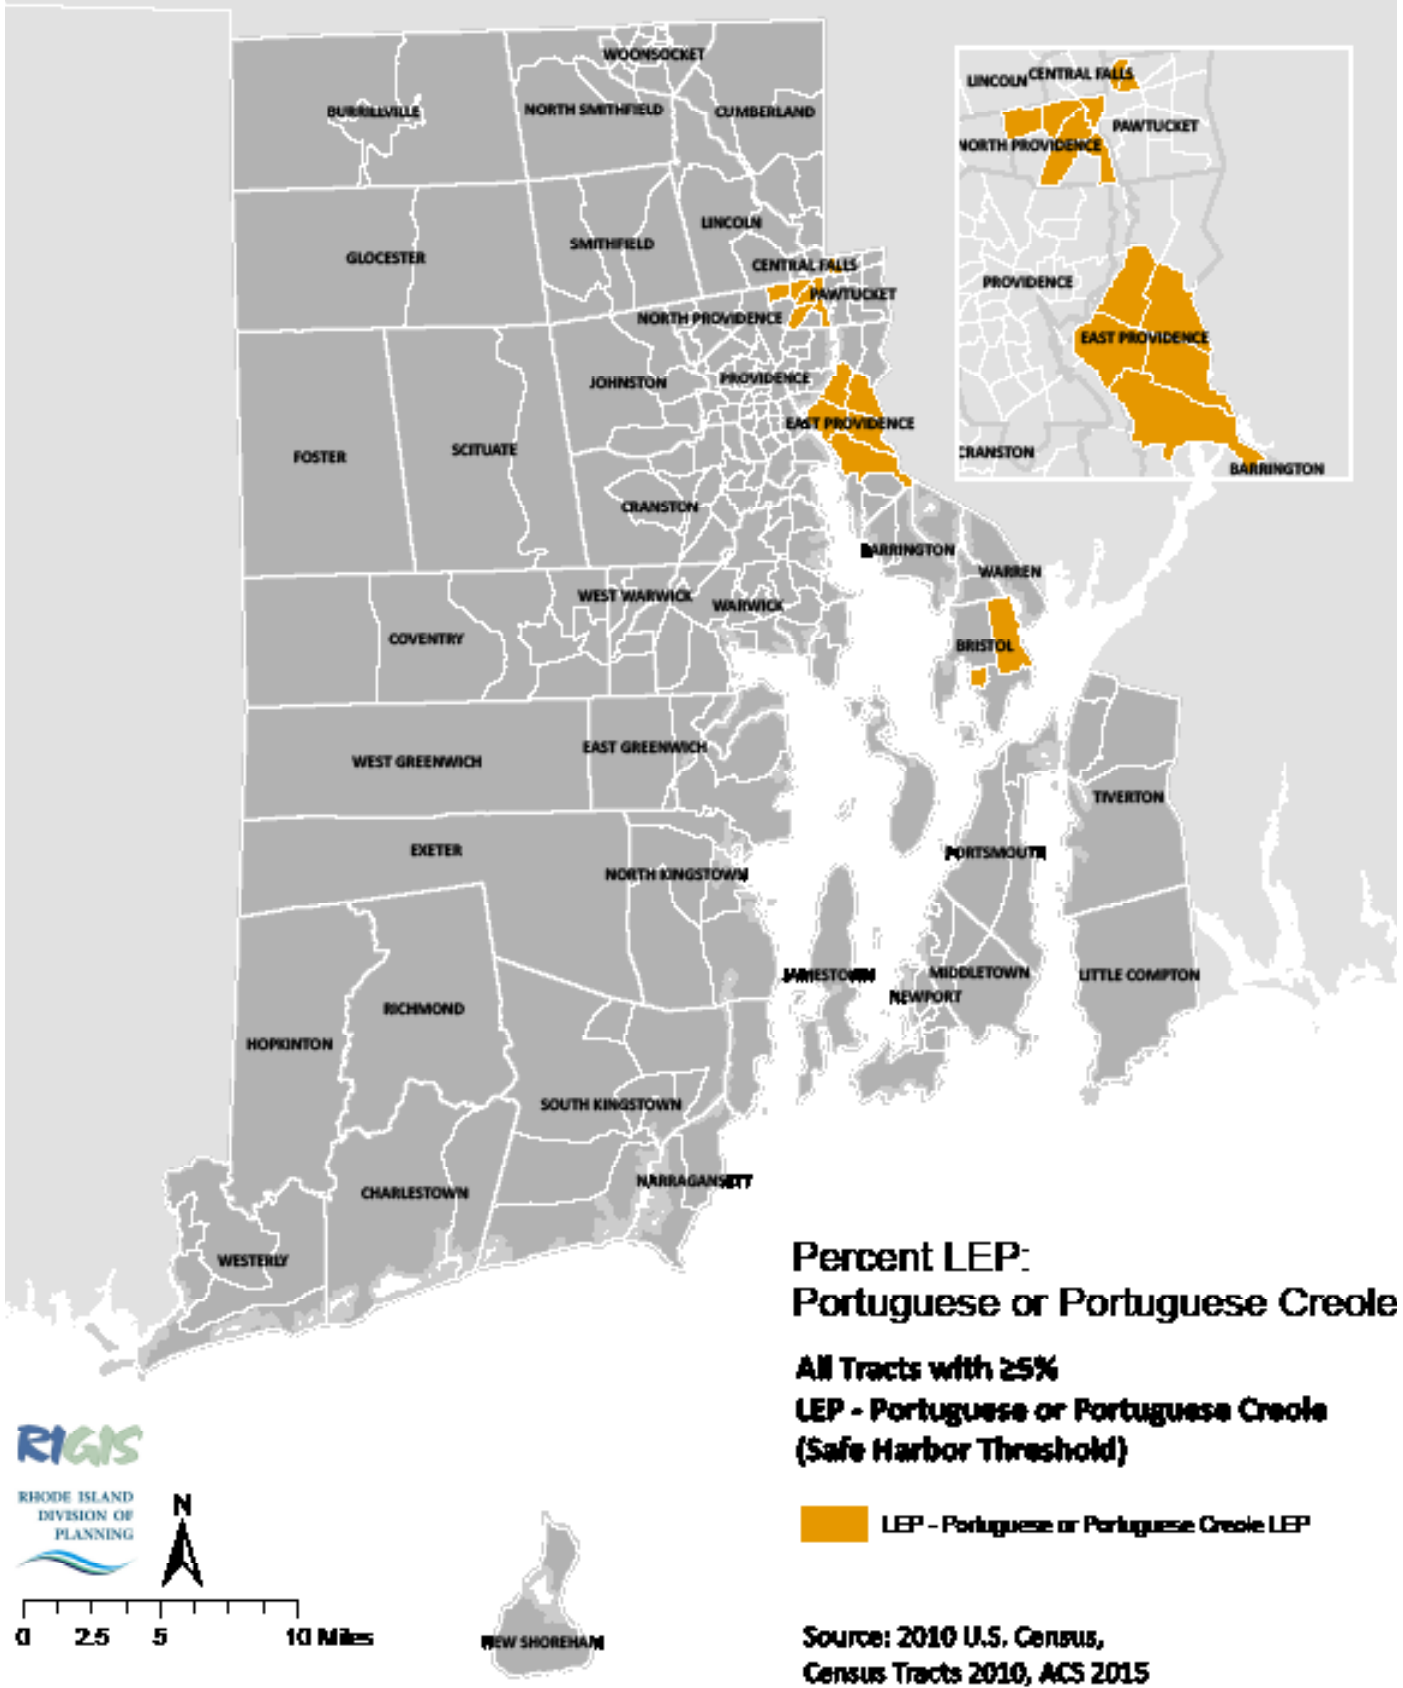 WOONSOCKET
BURRILLVILLE
NORTH SMITHFIELD
CUMBERLAND
GLOCESTER
SMITHFIELD
LINCOLN
CENTRAL FALLS
PAWTUCKET
NORTH PROVIDENCE
JOHNSTON
PROVIDENCE
EAST PROVIDENCE
FOSTER
SCITUATE
CRANSTON
BARRINGTON
WARREN
WEST WARWICK
WARWICK
COVENTRY
BRISTOL
WEST GREENWICH
EAST GREENWICH
TIVERTON
EXETER
PORTSMOUTH
NORTH KINGSTOWN
JAMESTOWN
MIDDLETOWN
LITTLE COMPTON
NEWPORT
RICHMOND
HOPKINTON
SOUTH KINGSTOWN
NARRAGANSETT
CHARLESTOWN
WESTERLY
NEW SHOREHAM
LINCOLN
CENTRAL FALLS
PAWTUCKET
NORTH PROVIDENCE
PROVIDENCE
EAST PROVIDENCE
CRANSTON
BARRINGTON
Percent LEP:
Portuguese or Portuguese Creole
All Tracts with ≥5%
LEP - Portuguese or Portuguese Creole
(Safe Harbor Threshold)
LEP - Portuguese or Portuguese Creole LEP
Source: 2010 U.S. Census,
Census Tracts 2010, ACS 2015
RIGIS
RHODE ISLAND
DIVISION OF
PLANNING
N
0 2.5 5 10 Miles